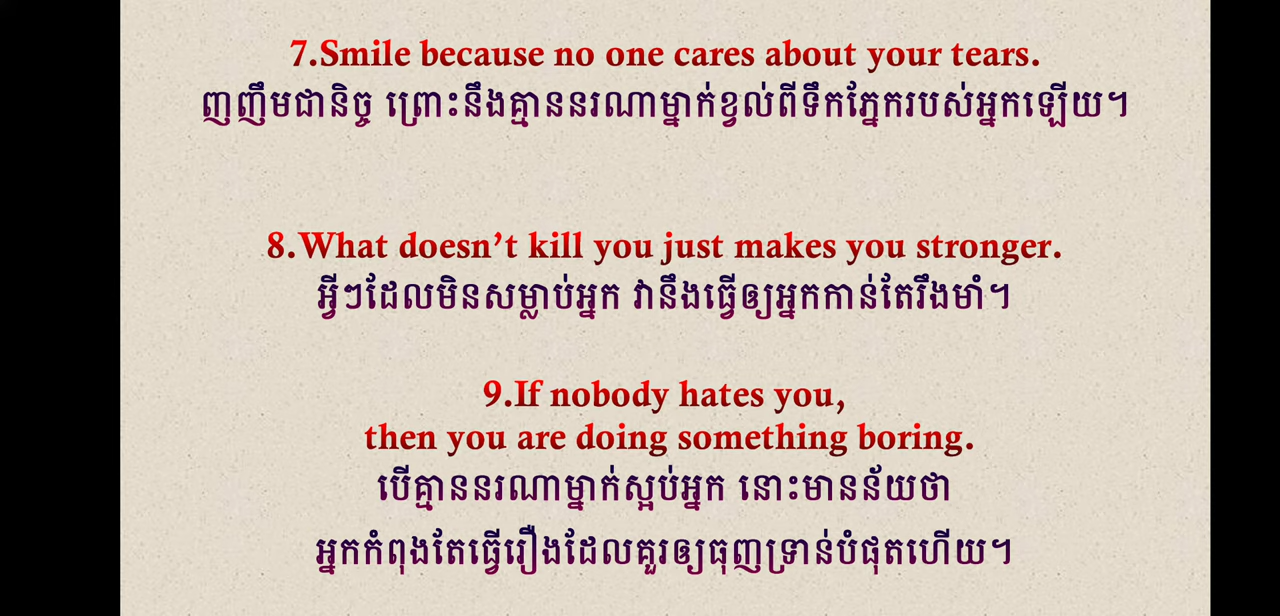 7.Smile because no one cares about your tears.
ញញឹមជានិច្ច ព្រោះនឹងគ្មាននរណាម្នាក់ខ្វល់ពីទឹកភ្នែករបស់អ្នកឡើយ។
8.What doesn’t kill you just makes you stronger.
អ្វីៗដែលមិនសម្លាប់អ្នក វានឹងធ្វើឲ្យអ្នកកាន់តែរឹងមាំ។
9.If nobody hates you,
then you are doing something boring.
បើគ្មាននរណាម្នាក់ស្អប់អ្នក នោះមានន័យថា
អ្នកកំពុងតែធ្វើរឿងដែលគួរឲ្យធុញទ្រាន់បំផុតហើយ។